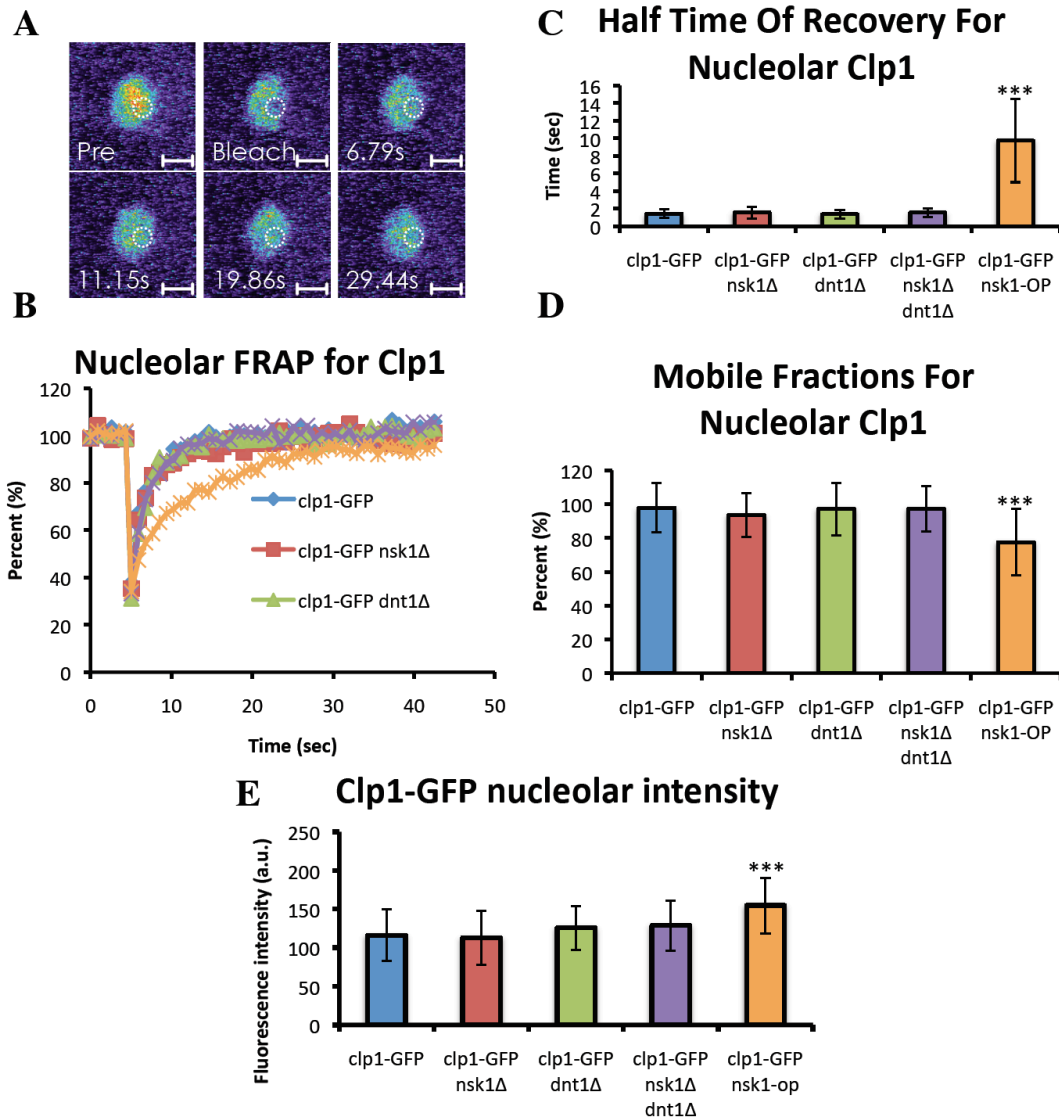 A
Pre
Bleach
6.79s
11.15s
19.86s
29.44s
B
Nucleolar FRAP for Clp1
120
100
80
60
40
20
0
Percent (%)
0 10 20 30 40 50
Time (sec)
clp1-GFP
clp1-GFP nsk1Δ
clp1-GFP dnt1Δ
C
Half Time Of Recovery For
Nucleolar Clp1
16
14
12
10
8
6
4
2
0
Time (sec)
***
clp1-GFP clp1-GFP clp1-GFP clp1-GFP clp1-GFP
nsk1Δ dnt1Δ nsk1Δ nsk1-OP
dnt1Δ
D
Mobile Fractions For
Nucleolar Clp1
120
100
80
60
40
20
0
Percent (%)
***
clp1-GFP clp1-GFP clp1-GFP clp1-GFP clp1-GFP
nsk1Δ dnt1Δ nsk1Δ nsk1-OP
dnt1Δ
E
Clp1-GFP nucleolar intensity
250
200
150
100
50
0
Fluorescence intensity (a.u.)
***
clp1-GFP clp1-GFP clp1-GFP clp1-GFP clp1-GFP
nsk1Δ dnt1Δ nsk1Δ nsk1-op
dnt1Δ